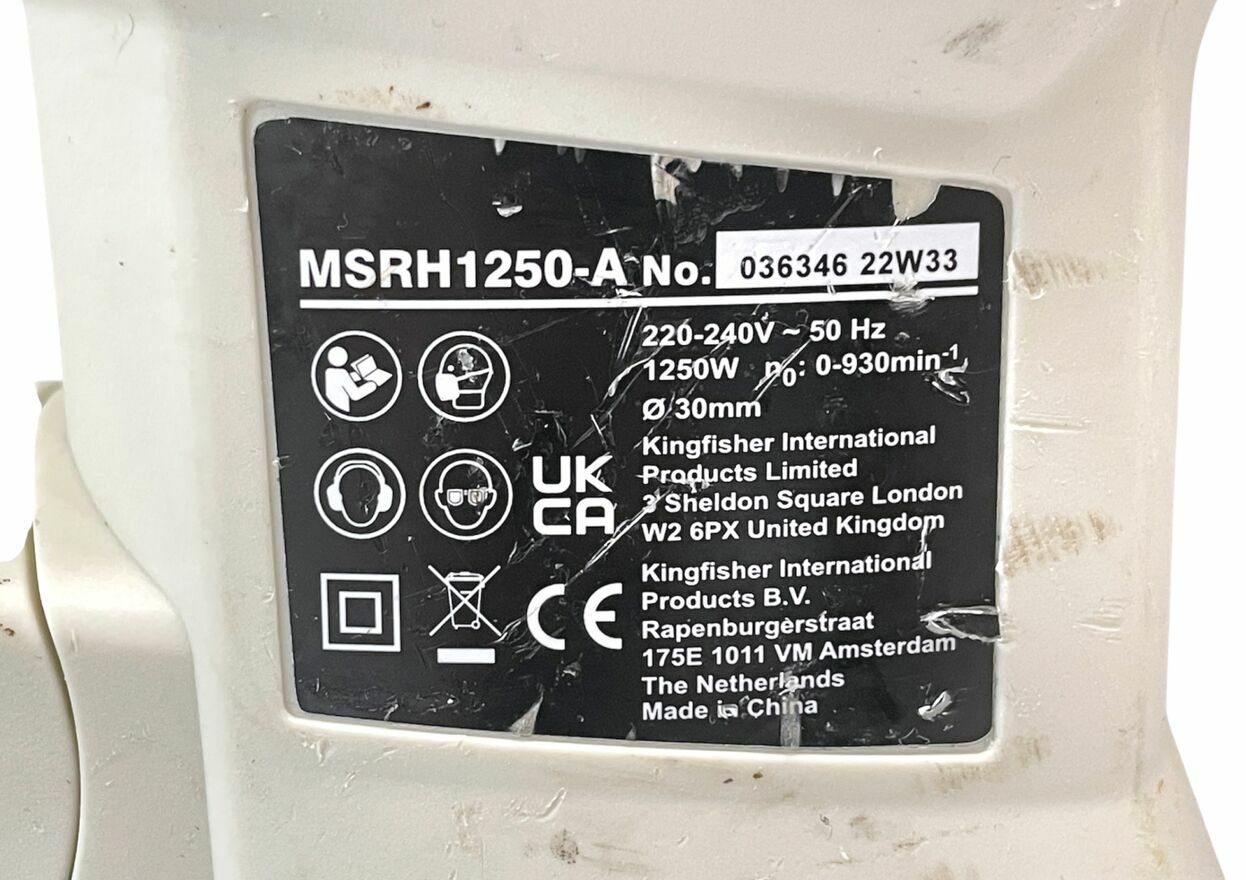 MSRH1250-A No. 036346 22W33
220-240V ~ 50 Hz
1250W n₀: 0-930min⁻¹
Ø 30mm
Kingfisher International
Products Limited
3 Sheldon Square London
W2 6PX United Kingdom
UK
CA
Kingfisher International
Products B.V.
Rapenburgerstraat
175E 1011 VM Amsterdam
The Netherlands
Made in China
CE